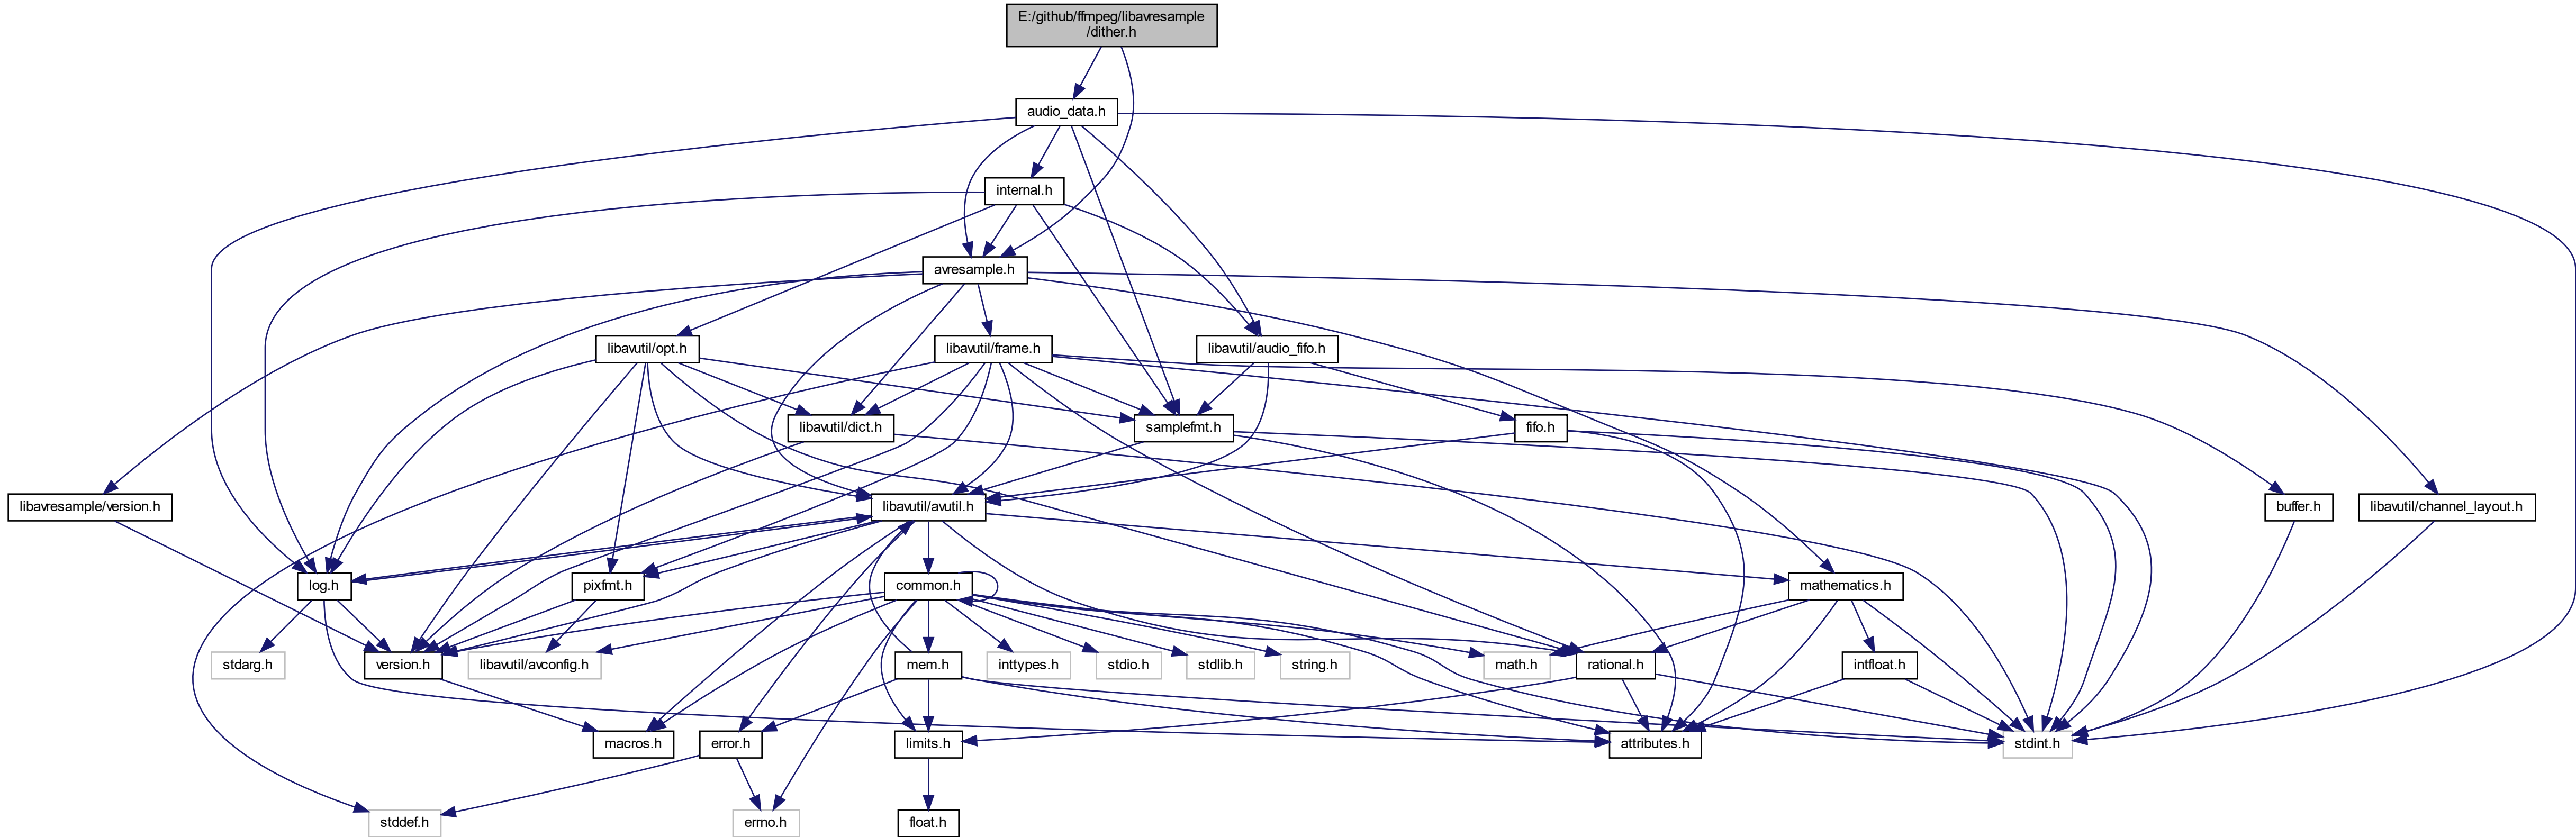 E:/github/ffmpeg/libavresample
/dither.h
audio_data.h
internal.h
avresample.h
libavutil/opt.h
libavutil/frame.h
libavutil/audio_fifo.h
libavutil/dict.h
samplefmt.h
fifo.h
libavresample/version.h
libavutil/avutil.h
buffer.h
libavutil/channel_layout.h
log.h
pixfmt.h
common.h
mathematics.h
stdarg.h
version.h
libavutil/avconfig.h
mem.h
inttypes.h
stdio.h
stdlib.h
string.h
math.h
rational.h
intfloat.h
macros.h
error.h
limits.h
attributes.h
stdint.h
stddef.h
errno.h
float.h